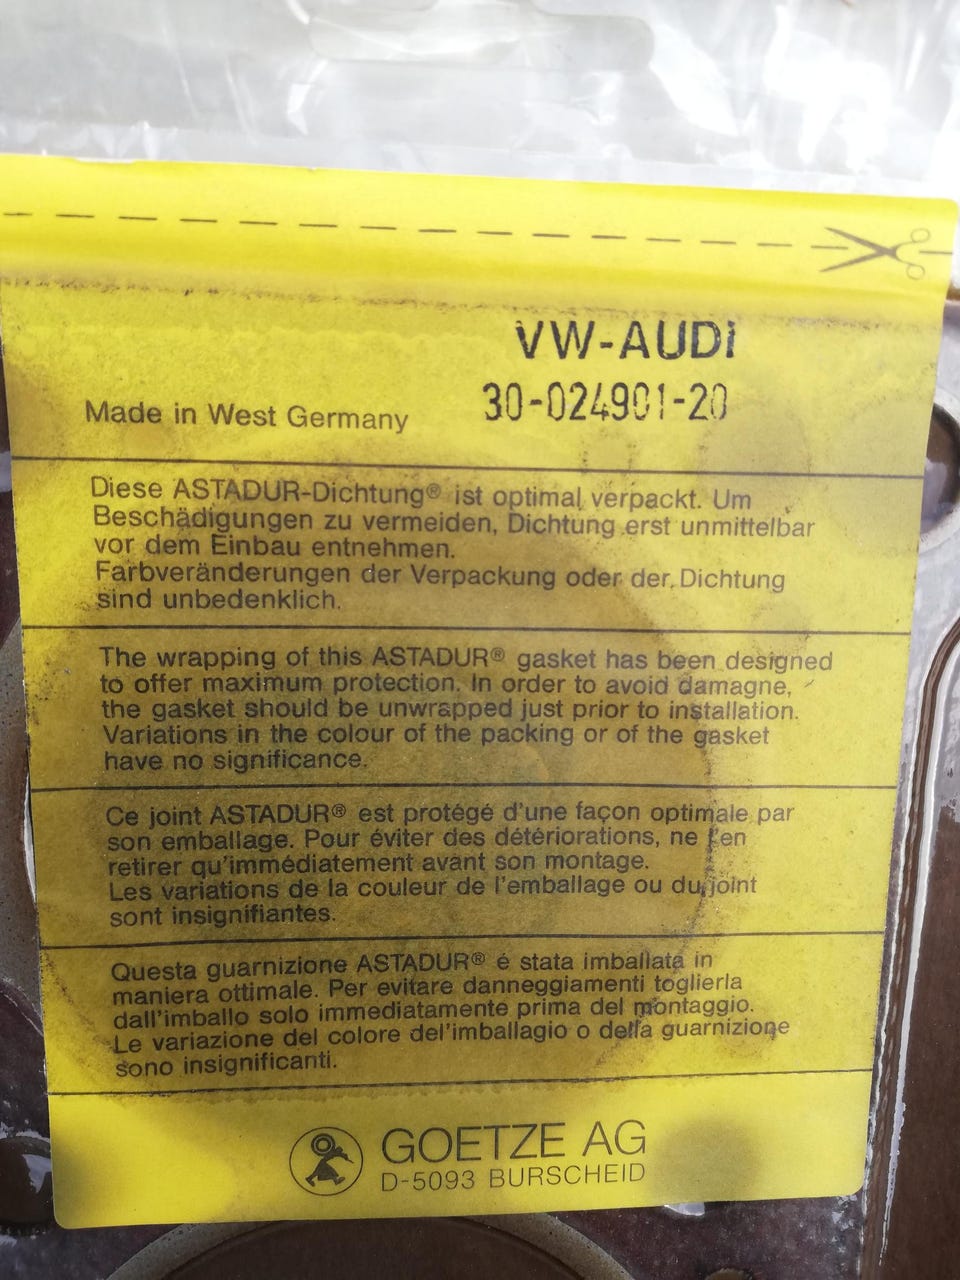 VW-AUDI
Made in West Germany 30-024901-20
Diese ASTADUR-Dichtung® ist optimal verpackt. Um
Beschädigungen zu vermeiden, Dichtung erst unmittelbar
vor dem Einbau entnehmen.
Farbveränderungen der Verpackung oder der Dichtung
sind unbedenklich.
The wrapping of this ASTADUR® gasket has been designed
to offer maximum protection. In order to avoid damagne,
the gasket should be unwrapped just prior to installation.
Variations in the colour of the packing or of the gasket
have no significance.
Ce joint ASTADUR® est protégé d'une façon optimale par
son emballage. Pour éviter des détériorations, ne l'en
retirer qu'immédiatement avant son montage.
Les variations de la couleur de l'emballage ou du joint
sont insignifiantes.
Questa guarnizione ASTADUR® é stata imballata in
maniera ottimale. Per evitare danneggiamenti toglierla
dall'imballo solo immediatamente prima del montaggio.
Le variazione del colore del'imballagio o della guarnizione
sono insignificanti.
GOETZE AG
D-5093 BURSCHEID